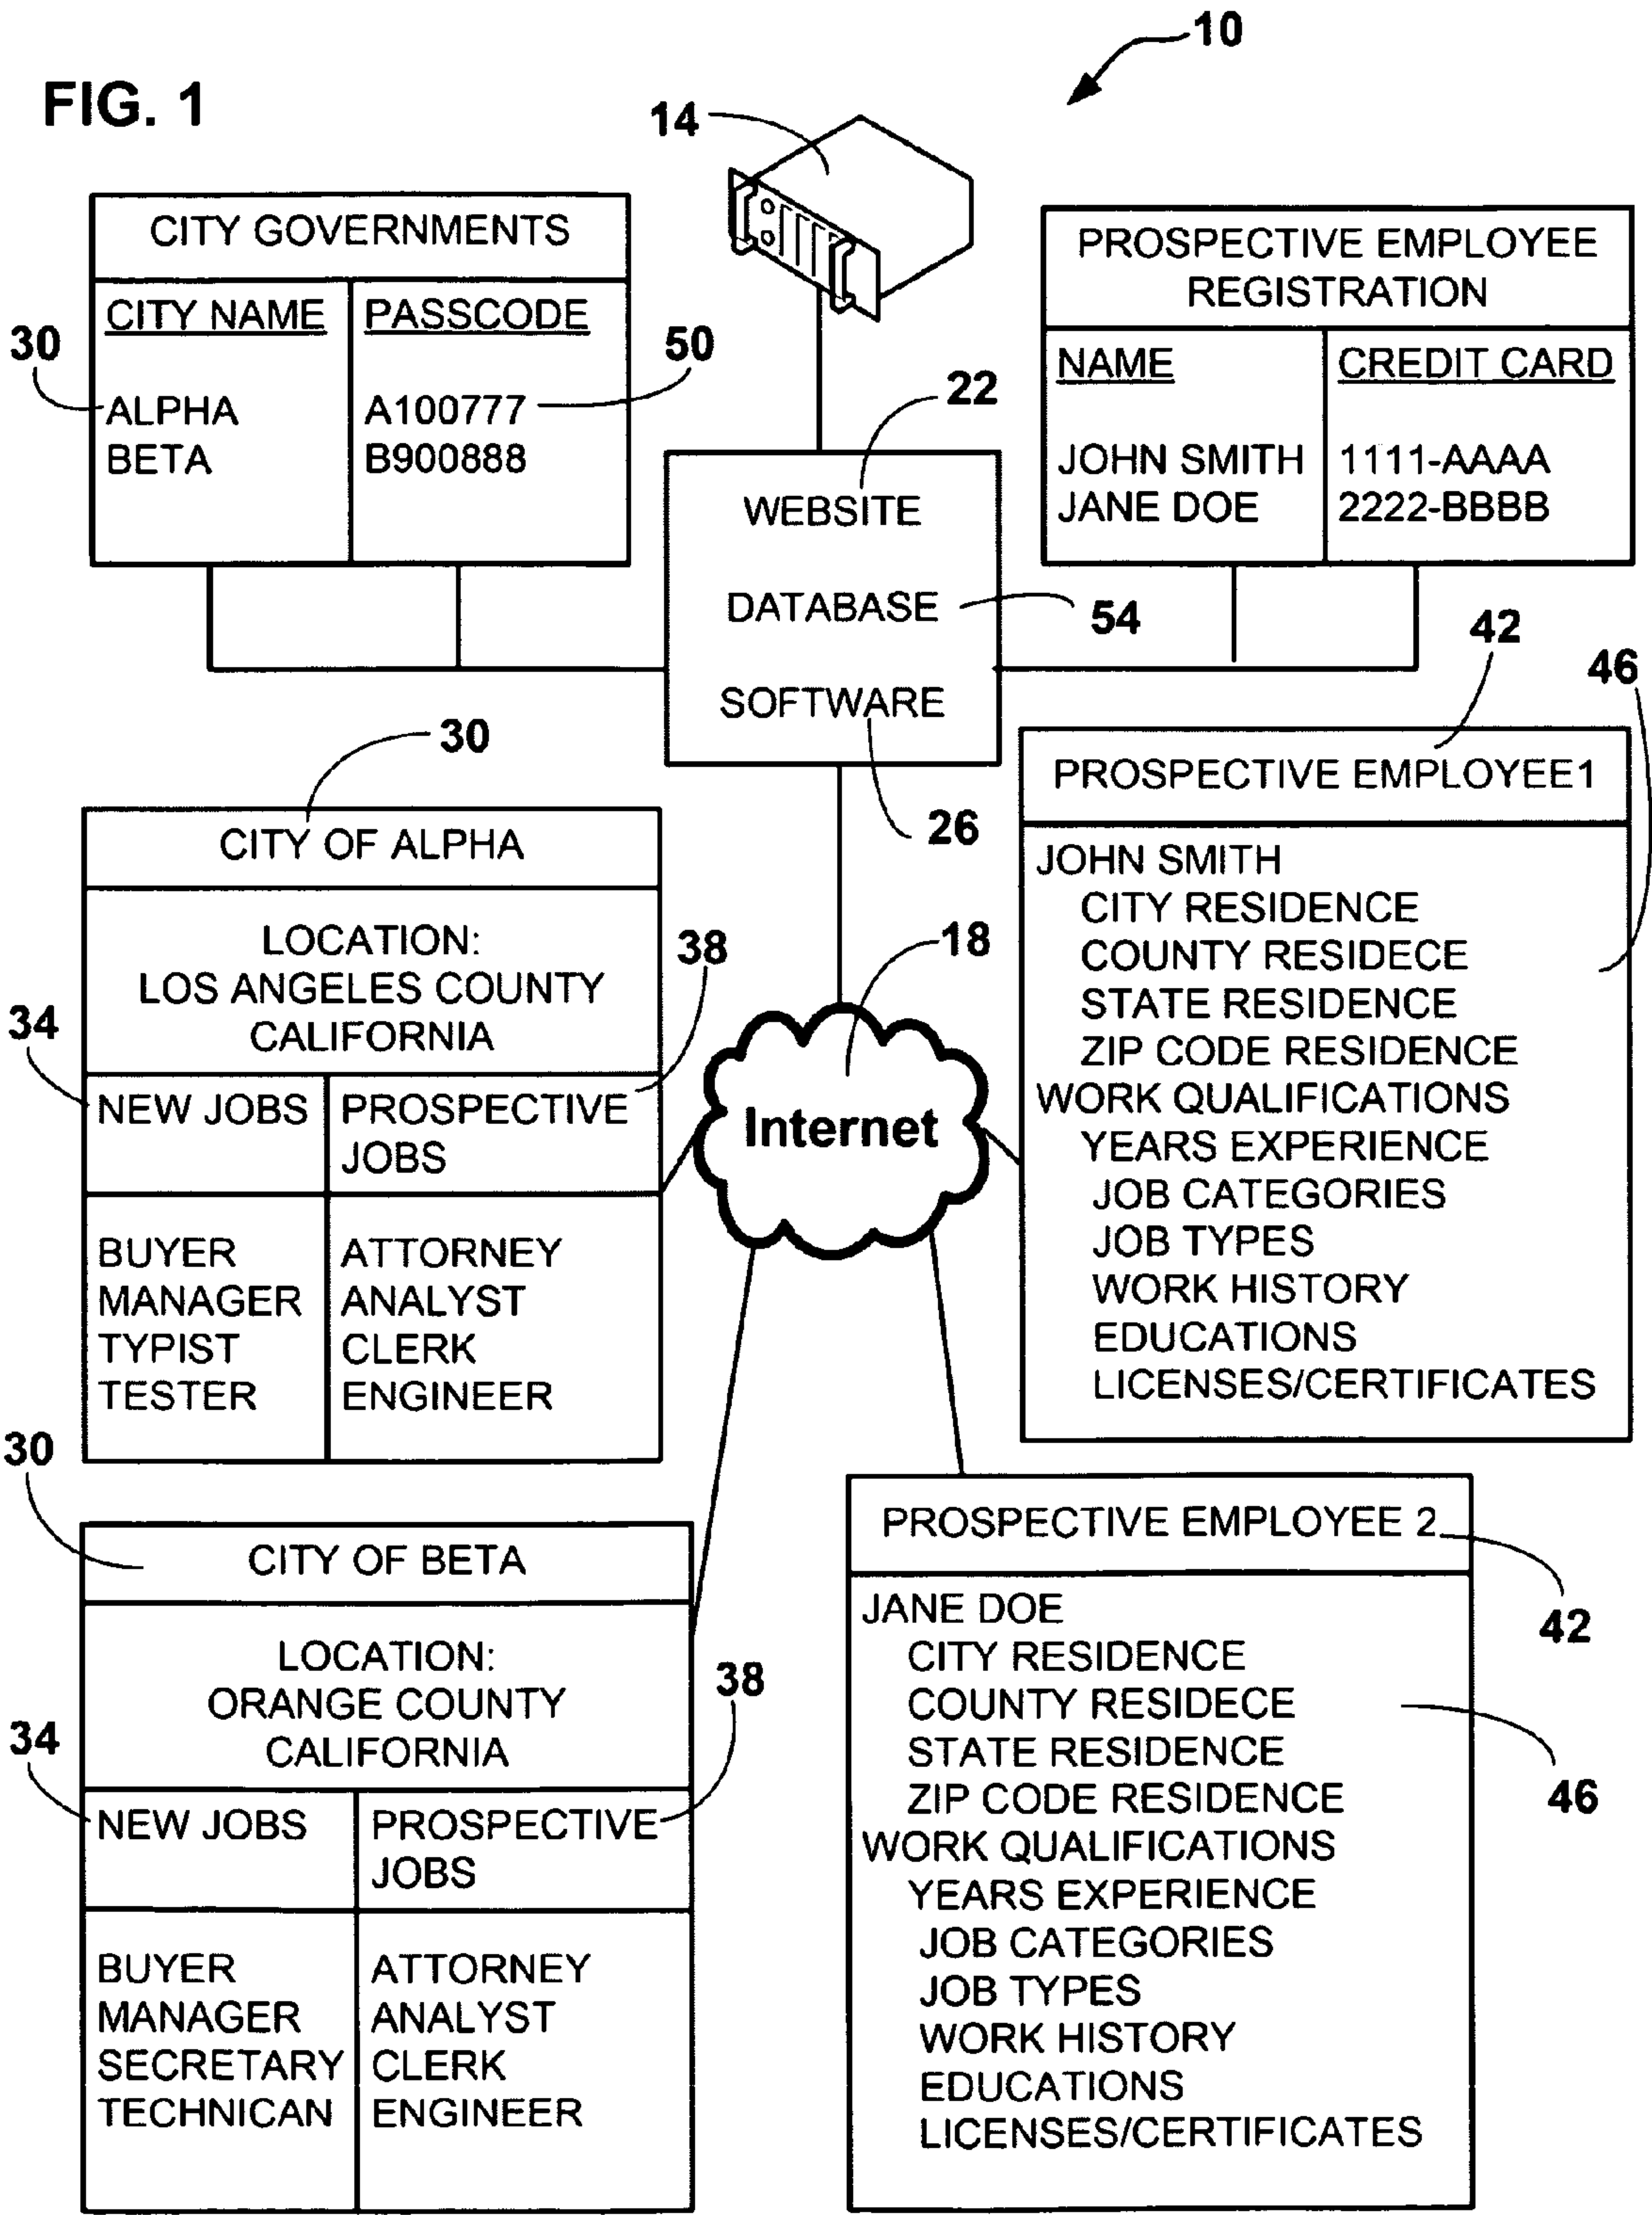 FIG. 1
10
14
CITY GOVERNMENTS
CITY NAME PASSCODE
30
50
ALPHA A100777
BETA B900888
PROSPECTIVE EMPLOYEE
REGISTRATION
NAME CREDIT CARD
JOHN SMITH 1111-AAAA
JANE DOE 2222-BBBB
22
WEBSITE
DATABASE
54
SOFTWARE
26
30
CITY OF ALPHA
LOCATION:
LOS ANGELES COUNTY
CALIFORNIA
38
34
NEW JOBS PROSPECTIVE
JOBS
BUYER ATTORNEY
MANAGER ANALYST
TYPIST CLERK
TESTER ENGINEER
18
Internet
42
46
PROSPECTIVE EMPLOYEE1
JOHN SMITH
CITY RESIDENCE
COUNTY RESIDECE
STATE RESIDENCE
ZIP CODE RESIDENCE
WORK QUALIFICATIONS
YEARS EXPERIENCE
JOB CATEGORIES
JOB TYPES
WORK HISTORY
EDUCATIONS
LICENSES/CERTIFICATES
30
CITY OF BETA
LOCATION:
ORANGE COUNTY
CALIFORNIA
38
34
NEW JOBS PROSPECTIVE
JOBS
BUYER ATTORNEY
MANAGER ANALYST
SECRETARY CLERK
TECHNICAN ENGINEER
PROSPECTIVE EMPLOYEE 2
42
JANE DOE
CITY RESIDENCE
COUNTY RESIDECE
STATE RESIDENCE
ZIP CODE RESIDENCE
46
WORK QUALIFICATIONS
YEARS EXPERIENCE
JOB CATEGORIES
JOB TYPES
WORK HISTORY
EDUCATIONS
LICENSES/CERTIFICATES